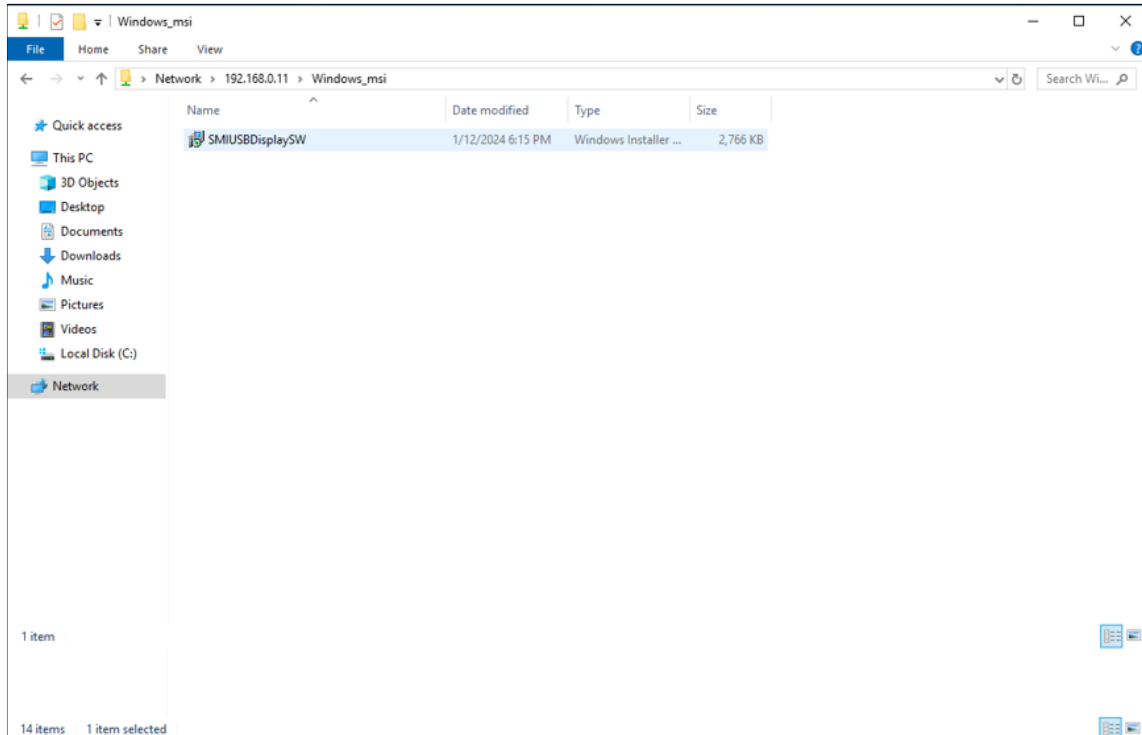 Windows_msi
File Home Share View
Network > 192.168.0.11 > Windows_msi Search Wi...
Name Date modified Type Size
Quick access
SMIUSBDisplaySW 1/12/2024 6:15 PM Windows Installer ... 2,766 KB
This PC
3D Objects
Desktop
Documents
Downloads
Music
Pictures
Videos
Local Disk (C:)
Network
1 item
14 items 1 item selected